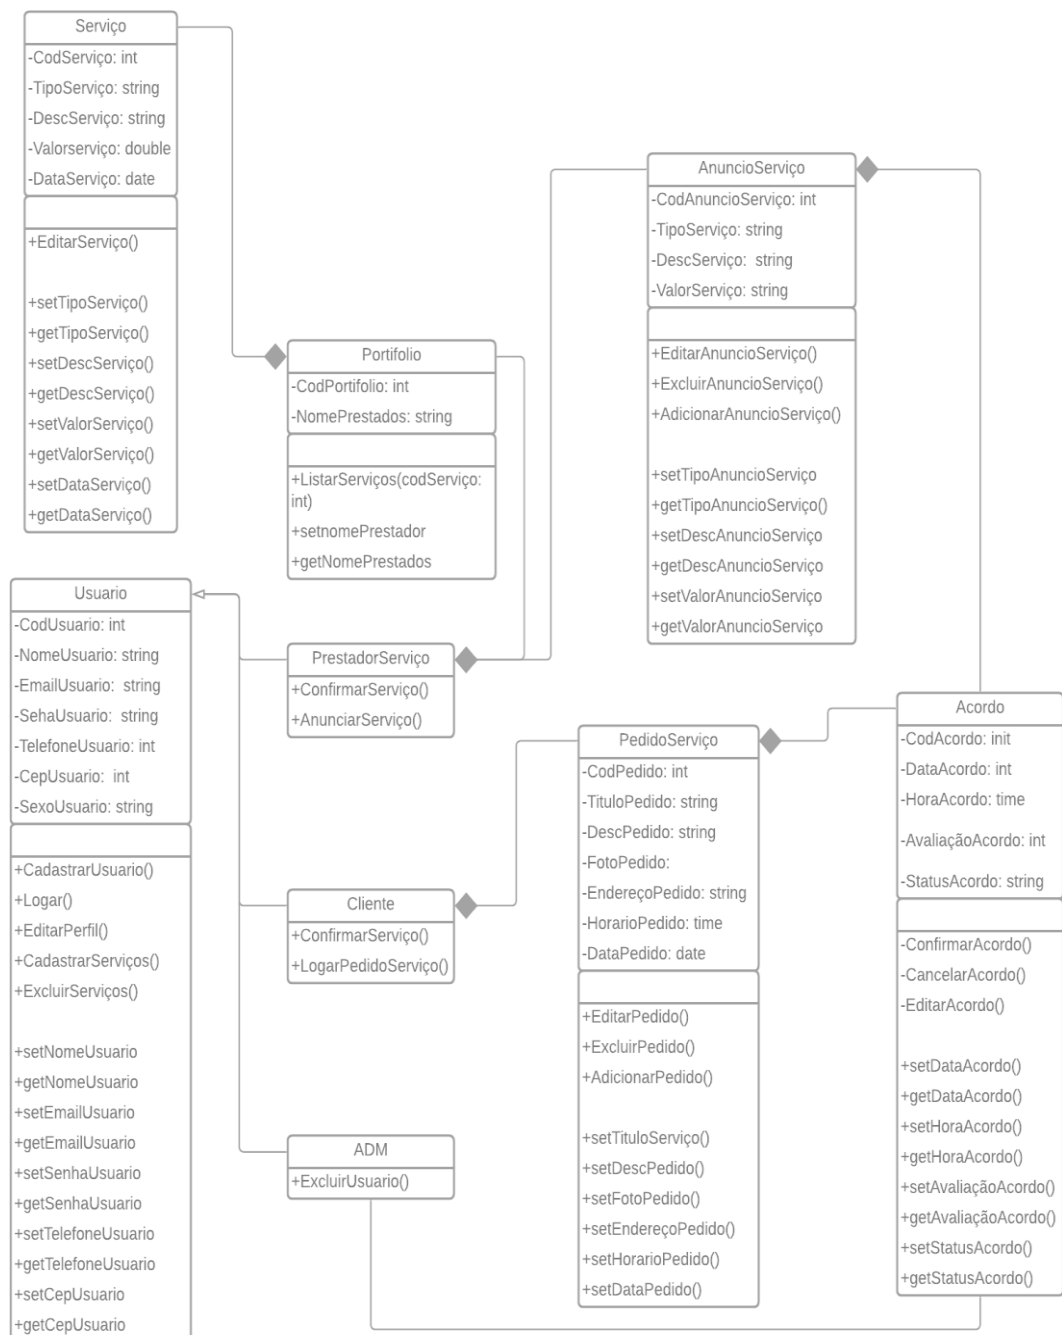 Serviço
-CodServiço: int
-TipoServiço: string
-DescServiço: string
-Valorserviço: double
-DataServiço: date
+EditarServiço()
+setTipoServiço()
+getTipoServiço()
+setDescServiço()
+getDescServiço()
+setValorServiço()
+getValorServiço()
+setDataServiço()
+getDataServiço()
Portifolio
-CodPortifolio: int
-NomePrestados: string
+ListarServiços(codServiço:
int)
+setnomePrestador
+getNomePrestados
AnuncioServiço
-CodAnuncioServiço: int
-TipoServiço: string
-DescServiço:  string
-ValorServiço: string
+EditarAnuncioServiço()
+ExcluirAnuncioServiço()
+AdicionarAnuncioServiço()
+setTipoAnuncioServiço
+getTipoAnuncioServiço()
+setDescAnuncioServiço
+getDescAnuncioServiço
+setValorAnuncioServiço
+getValorAnuncioServiço
Usuario
-CodUsuario: int
-NomeUsuario: string
-EmailUsuario:  string
-SehaUsuario:  string
-TelefoneUsuario: int
-CepUsuario:  int
-SexoUsuario: string
+CadastrarUsuario()
+Logar()
+EditarPerfil()
+CadastrarServiços()
+ExcluirServiços()
+setNomeUsuario
+getNomeUsuario
+setEmailUsuario
+getEmailUsuario
+setSenhaUsuario
+getSenhaUsuario
+setTelefoneUsuario
+getTelefoneUsuario
+setCepUsuario
+getCepUsuario
PrestadorServiço
+ConfirmarServiço()
+AnunciarServiço()
Cliente
+ConfirmarServiço()
+LogarPedidoServiço()
ADM
+ExcluirUsuario()
PedidoServiço
-CodPedido: int
-TituloPedido: string
-DescPedido: string
-FotoPedido:
-EndereçoPedido: string
-HorarioPedido: time
-DataPedido: date
+EditarPedido()
+ExcluirPedido()
+AdicionarPedido()
+setTituloServiço()
+setDescPedido()
+setFotoPedido()
+setEndereçoPedido()
+setHorarioPedido()
+setDataPedido()
Acordo
-CodAcordo: init
-DataAcordo: int
-HoraAcordo: time
-AvaliaçãoAcordo: int
-StatusAcordo: string
-ConfirmarAcordo()
-CancelarAcordo()
-EditarAcordo()
+setDataAcordo()
+getDataAcordo()
+setHoraAcordo()
+getHoraAcordo()
+setAvaliaçãoAcordo()
+getAvaliaçãoAcordo()
+setStatusAcordo()
+getStatusAcordo()